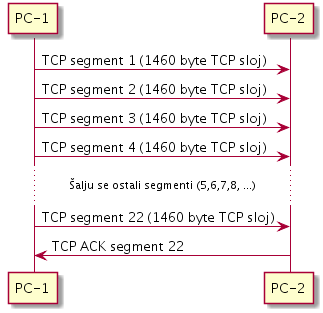 PC-1 PC-2
TCP segment 1 (1460 byte TCP sloj)
TCP segment 2 (1460 byte TCP sloj)
TCP segment 3 (1460 byte TCP sloj)
TCP segment 4 (1460 byte TCP sloj)
Šalju se ostali segmenti (5,6,7,8, ...)
TCP segment 22 (1460 byte TCP sloj)
TCP ACK segment 22
PC-1 PC-2